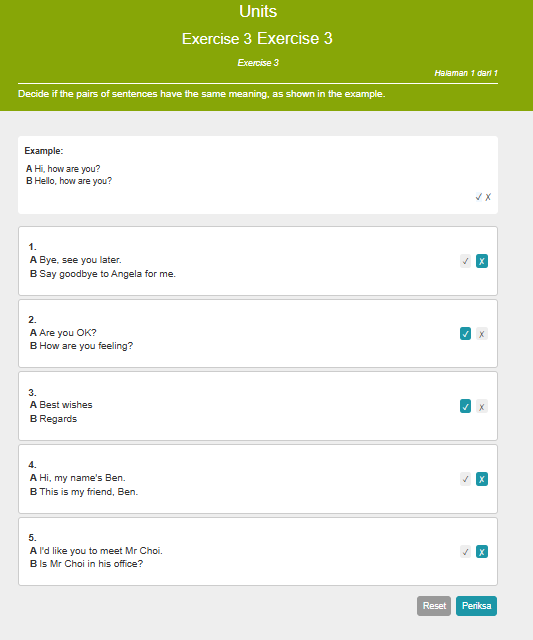 Units
Exercise 3 Exercise 3
Exercise 3
Halaman 1 dari 1
Decide if the pairs of sentences have the same meaning, as shown in the example.
Example:
A Hi, how are you?
B Hello, how are you?
✓ ✗
1.
A Bye, see you later.
B Say goodbye to Angela for me.
✓ ✗
2.
A Are you OK?
B How are you feeling?
✓ ✗
3.
A Best wishes
B Regards
✓ ✗
4.
A Hi, my name's Ben.
B This is my friend, Ben.
✓ ✗
5.
A I'd like you to meet Mr Choi.
B Is Mr Choi in his office?
✓ ✗
Reset Periksa